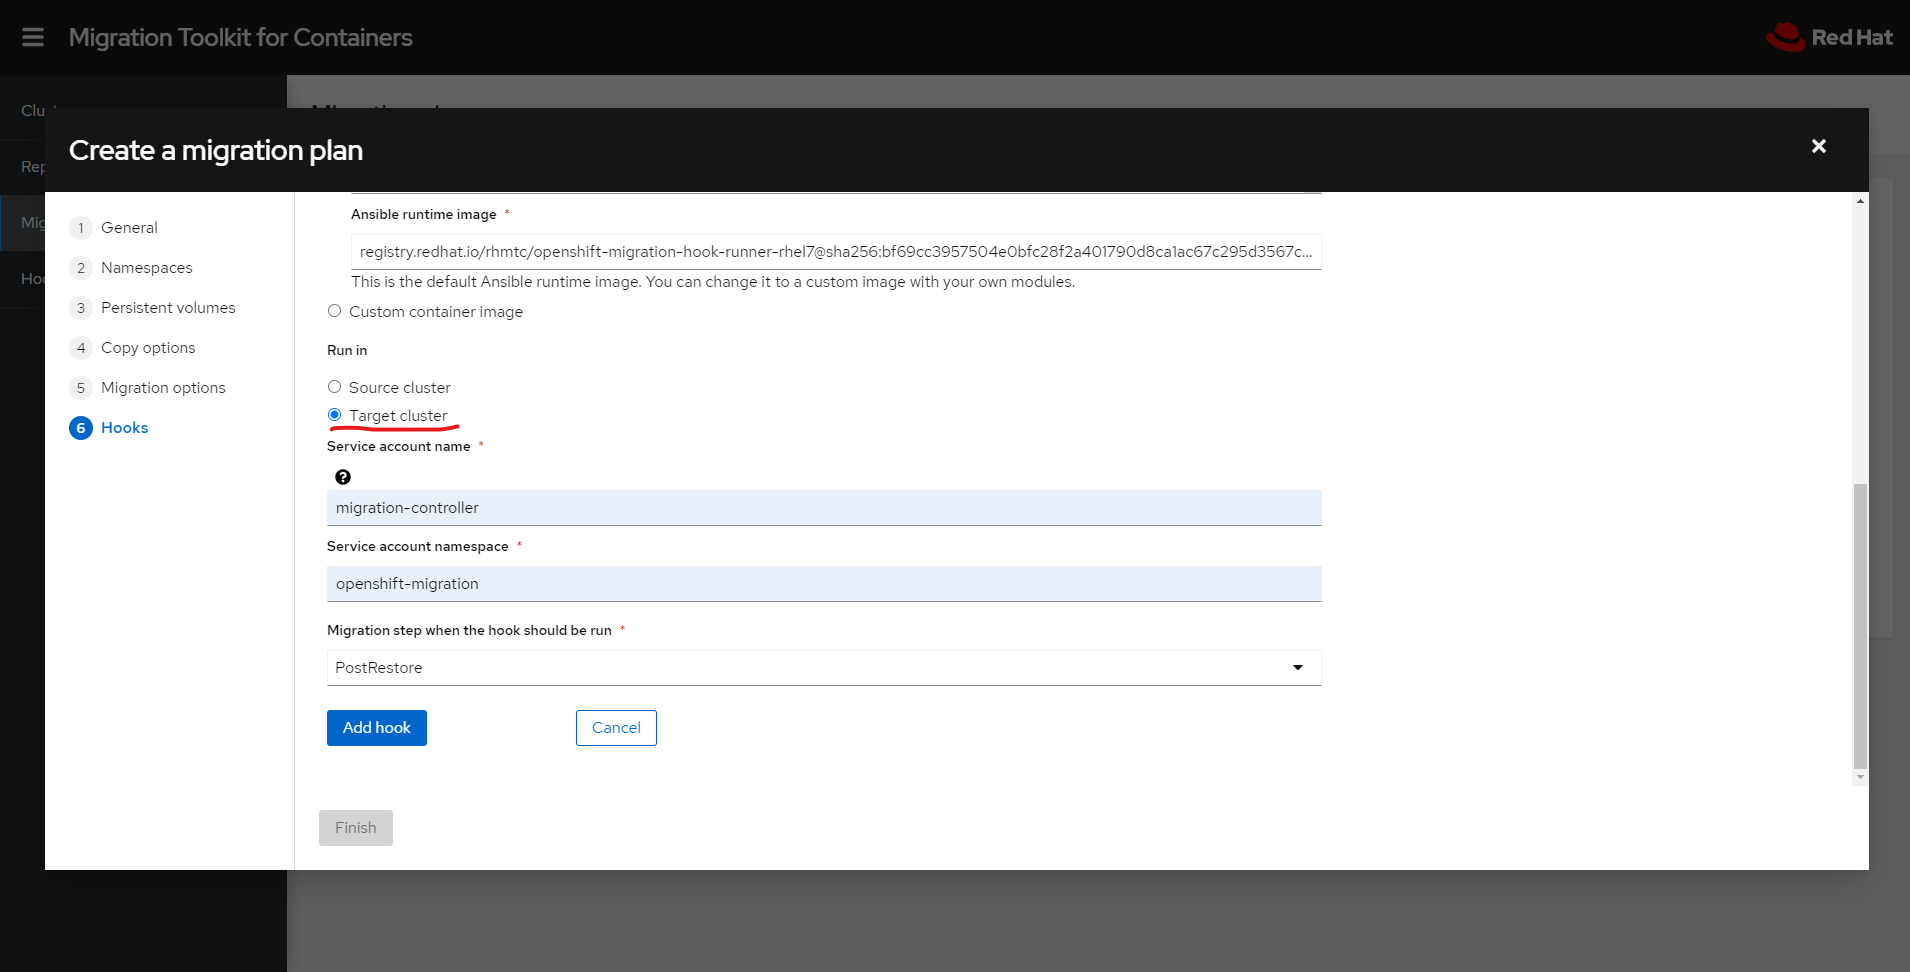 Migration Toolkit for Containers
Red Hat
Create a migration plan
1 General
2 Namespaces
3 Persistent volumes
4 Copy options
5 Migration options
6 Hooks
Ansible runtime image *
registry.redhat.io/rhmtc/openshift-migration-hook-runner-rhel7@sha256:bf69cc3957504e0bfc28f2a401790d8ca1ac67c295d3567c...
This is the default Ansible runtime image. You can change it to a custom image with your own modules.
Custom container image
Run in
Source cluster
Target cluster
Service account name *
?
migration-controller
Service account namespace *
openshift-migration
Migration step when the hook should be run *
PostRestore
Add hook
Cancel
Finish